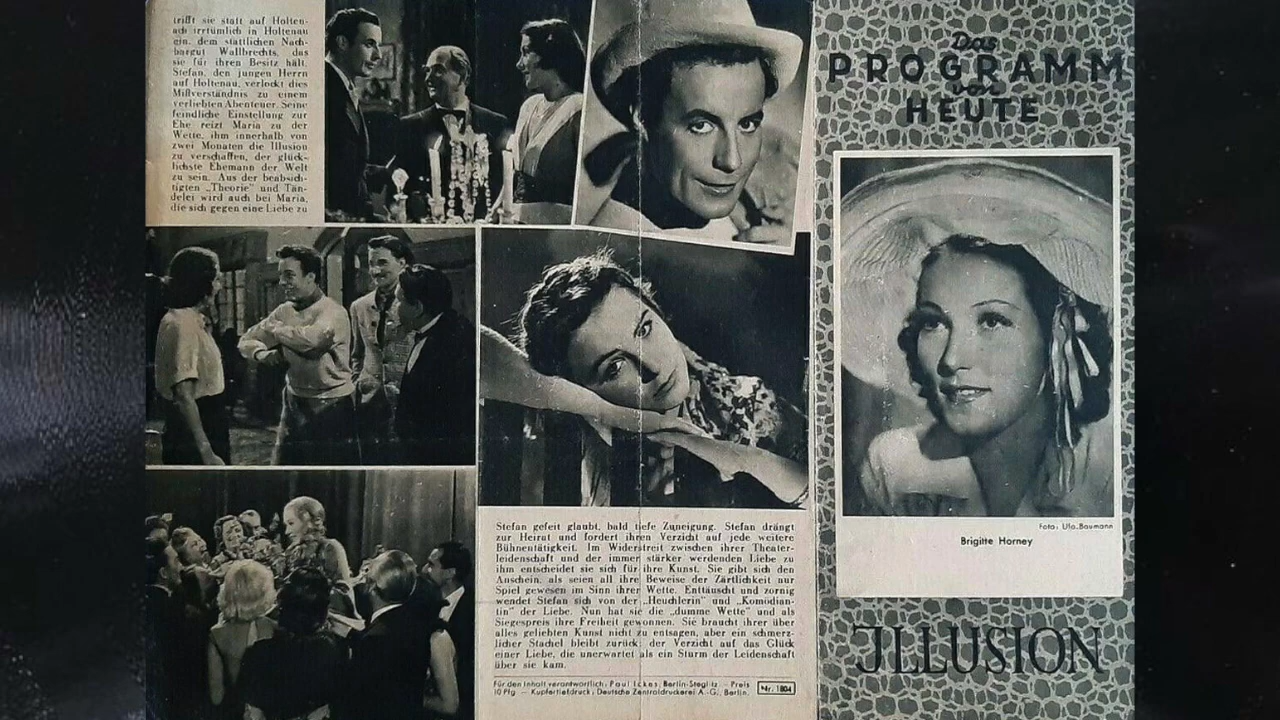 trifft sie statt auf Holten-
ach irrtümlich in Holtenau
ein, dem stattlichen Nach-
bargut Wallbrechts, das
sie für ihren Besitz hält.
Stefan, den jungen Herrn
auf Holtenau, verlockt dies
Mißverständnis zu einem
verliebten Abenteuer. Seine
feindliche Einstellung zur
Ehe reizt Maria zu der
Wette, ihm innerhalb von
zwei Monaten die Illusion
zu verschaffen, der glück-
lichste Ehemann der Welt
zu sein. Aus der beabsich-
tigten „Theorie" und Tän-
delei wird auch bei Maria,
die sich gegen eine Liebe zu
Stefan gefeit glaubt, bald tiefe Zuneigung. Stefan drängt
zur Heirat und fordert ihren Verzicht auf jede weitere
Bühnentätigkeit. Im Widerstreit zwischen ihrer Theater-
leidenschaft und der immer stärker werdenden Liebe zu
ihm entscheidet sie sich für ihre Kunst. Sie gibt sich den
Anschein, als seien all ihre Beweise der Zärtlichkeit nur
Spiel gewesen im Sinn ihrer Wette. Enttäuscht und zornig
wendet Stefan sich von der „Heuchlerin" und „Komödian-
tin" der Liebe. Nun hat sie die „dumme Wette" und als
Siegespreis ihre Freiheit gewonnen. Sie braucht ihrer über
alles geliebten Kunst nicht zu entsagen, aber ein schmerz-
licher Stachel bleibt zurück: der Verzicht auf das Glück
einer Liebe, die unerwartet als ein Sturm der Leidenschaft
über sie kam.
Für den Inhalt verantwortlich: Paul Ickes, Berlin-Steglitz – Preis
10 Pfg – Kupfertiefdruck: Deutsche Zentraldruckerei A.-G., Berlin.
Nr. 1804
Das
PROGRAMM
von
HEUTE
Foto: Ufa-Baumann
Brigitte Horney
JLLUSION